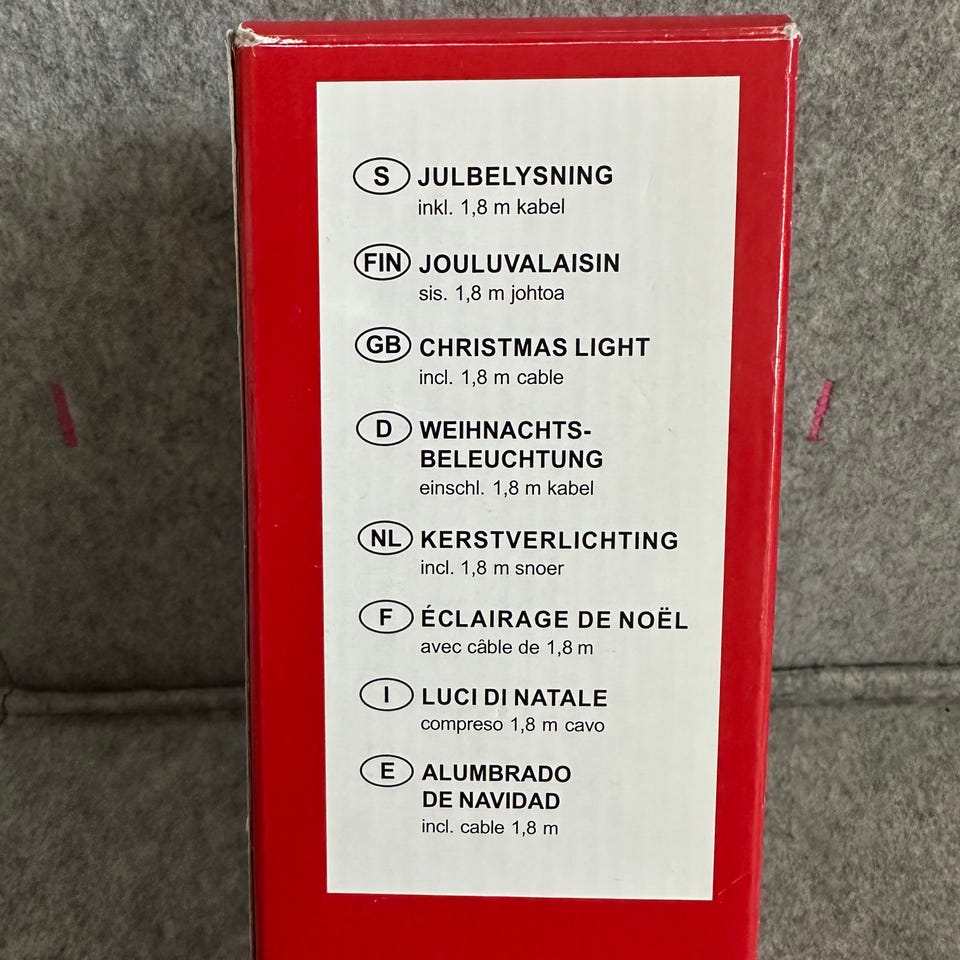 S JULBELYSNING
inkl. 1,8 m kabel
FIN JOULUVALAISIN
sis. 1,8 m johtoa
GB CHRISTMAS LIGHT
incl. 1,8 m cable
D WEIHNACHTS-
BELEUCHTUNG
einschl. 1,8 m kabel
NL KERSTVERLICHTING
incl. 1,8 m snoer
F ÉCLAIRAGE DE NOËL
avec câble de 1,8 m
I LUCI DI NATALE
compreso 1,8 m cavo
E ALUMBRADO
DE NAVIDAD
incl. cable 1,8 m